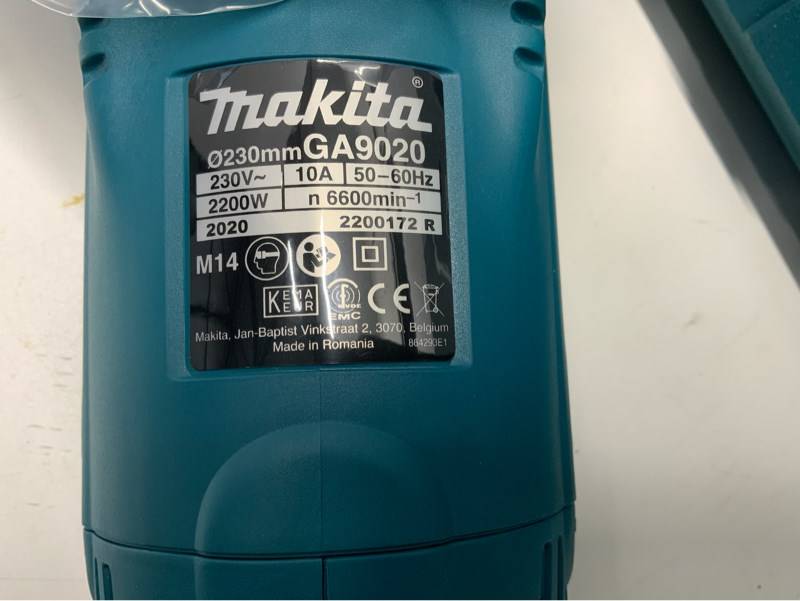 makita®
Ø230mm GA9020
230V~ 10A 50-60Hz
2200W n 6600min⁻¹
2020 2200172 R
M14
KEMA KEUR EMC CE
Makita, Jan-Baptist Vinkstraat 2, 3070, Belgium
Made in Romania 864293E1